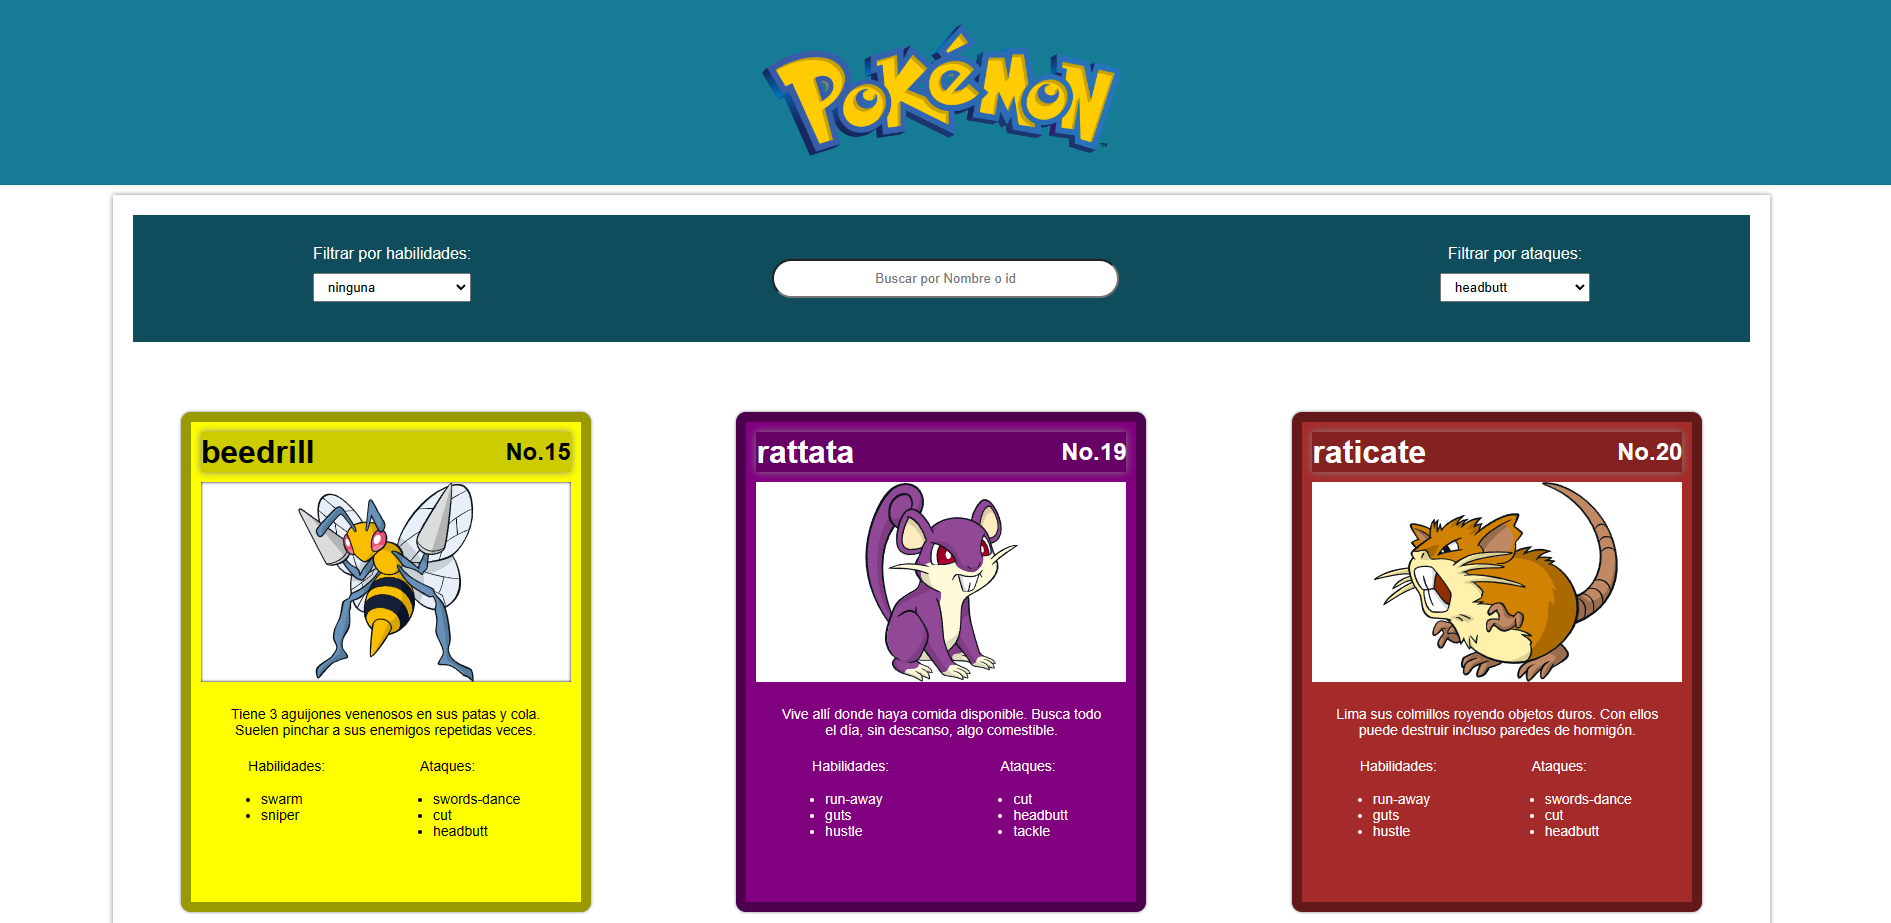 POKéMON
™
Filtrar por habilidades:
ninguna
Buscar por Nombre o id
Filtrar por ataques:
headbutt
beedrill No.15
Tiene 3 aguijones venenosos en sus patas y cola.
Suelen pinchar a sus enemigos repetidas veces.
Habilidades: Ataques:
swarm
sniper
swords-dance
cut
headbutt
rattata No.19
Vive allí donde haya comida disponible. Busca todo
el día, sin descanso, algo comestible.
Habilidades: Ataques:
run-away
guts
hustle
cut
headbutt
tackle
raticate No.20
Lima sus colmillos royendo objetos duros. Con ellos
puede destruir incluso paredes de hormigón.
Habilidades: Ataques:
run-away
guts
hustle
swords-dance
cut
headbutt